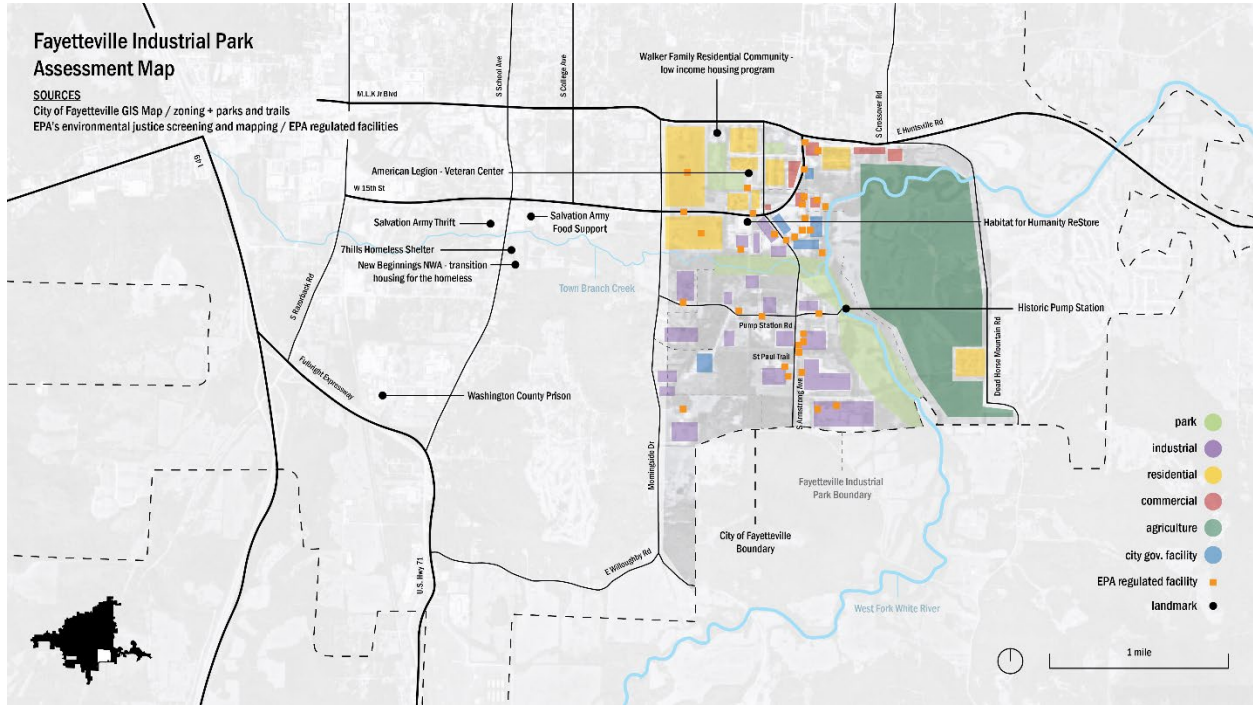 Fayetteville Industrial Park
Assessment Map
SOURCES
City of Fayetteville GIS Map / zoning + parks and trails
EPA's environmental justice screening and mapping / EPA regulated facilities
M.L.K Jr Blvd
S School Ave
S College Ave
Walker Family Residential Community -
low income housing program
S Crossover Rd
E Huntsville Rd
I-49
American Legion - Veteran Center
W 15th St
Salvation Army Thrift
Salvation Army
Food Support
Habitat for Humanity ReStore
7hills Homeless Shelter
New Beginnings NWA - transition
housing for the homeless
Town Branch Creek
S Razorback Rd
Historic Pump Station
Pump Station Rd
St Paul Trail
Dead Horse Mountain Rd
Fulbright Expressway
Washington County Prison
S Armstrong Ave
Morningside Dr
park
industrial
residential
commercial
agriculture
city gov. facility
EPA regulated facility
landmark
Fayetteville Industrial
Park Boundary
City of Fayetteville
Boundary
E Willoughby Rd
U.S. Hwy 71
West Fork White River
1 mile